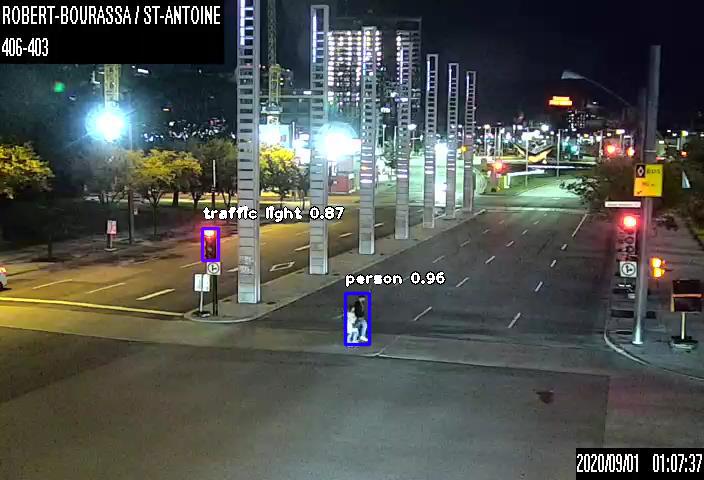 ROBERT-BOURASSA / ST-ANTOINE
406-403
traffic light 0.87
person 0.96
BUS
2020/09/01 01:07:37